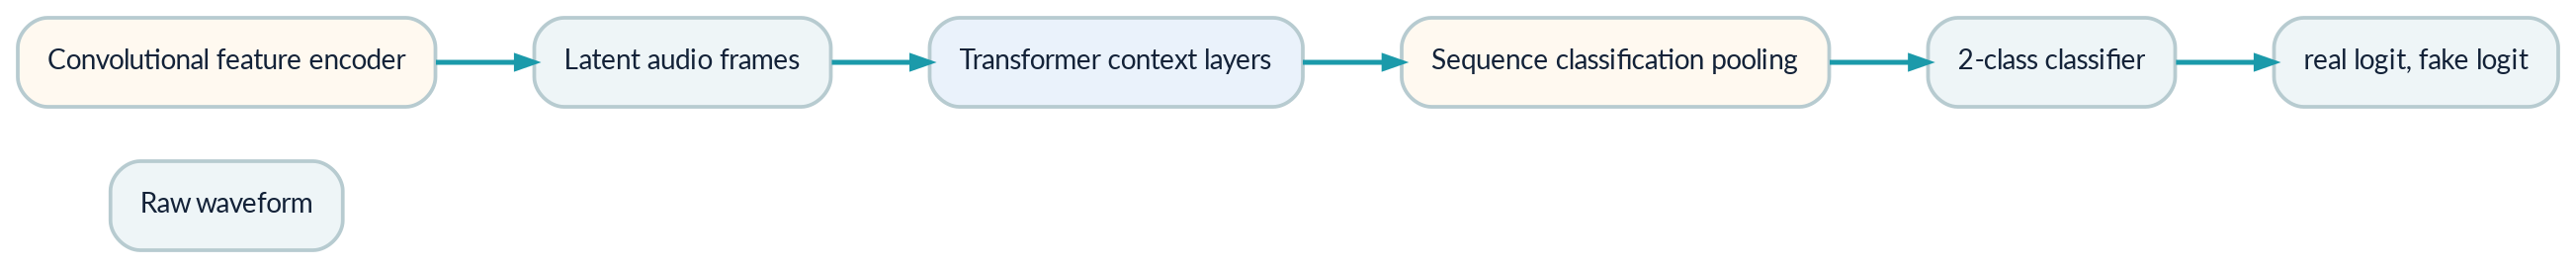 Convolutional feature encoder
Latent audio frames
Transformer context layers
Sequence classification pooling
2-class classifier
real logit, fake logit
Raw waveform